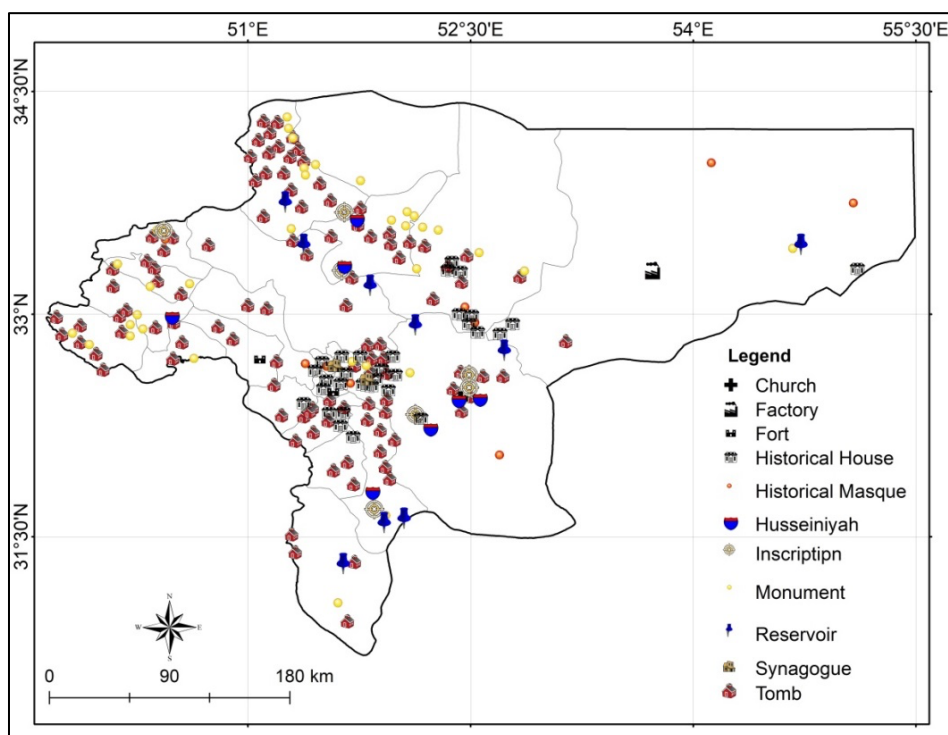 51°E 52°30'E 54°E 55°30'E
34°30'N
33°N
31°30'N
Legend
Church
Factory
Fort
Historical House
Historical Masque
Husseiniyah
Inscriptipn
Monument
Reservoir
Synagogue
Tomb
N
W E
S
0 90 180 km